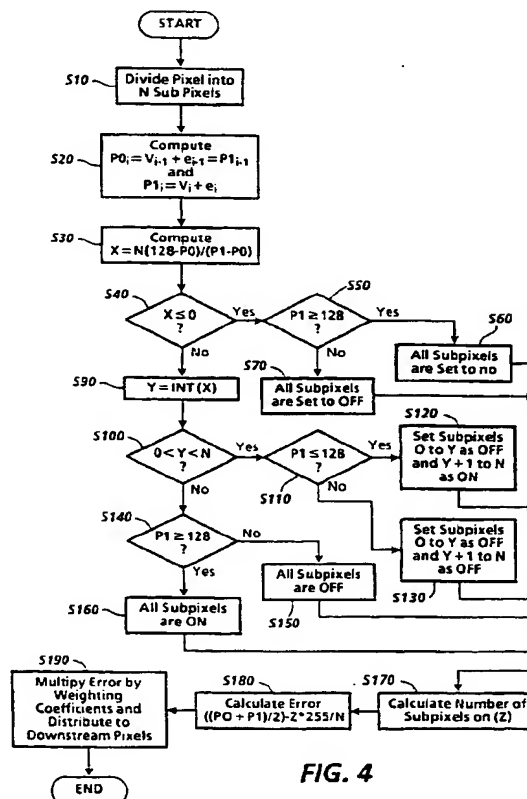 START
S10
Divide Pixel into
N Sub Pixels
S20
Compute
P0i = Vi-1 + ei-1 = P1i-1
and
P1i = Vi + ei
S30
Compute
X = N(128-P0)/(P1-P0)
S40
X ≤ 0
?
Yes
No
S50
P1 ≥ 128
?
Yes
No
S60
All Subpixels
are Set to no
S70
All Subpixels
are Set to OFF
S90
Y = INT (X)
S100
0 < Y < N
?
Yes
No
P1 ≤ 128
?
S110
Yes
No
S120
Set Subpixels
O to Y as OFF
and Y + 1 to N
as ON
Set Subpixels
O to Y as OFF
and Y + 1 to N
as OFF
S130
S140
P1 ≥ 128
?
No
Yes
All Subpixels
are OFF
S150
S160
All Subpixels
are ON
S170
Calculate Number of
Subpixels on (Z)
S180
Calculate Error
((PO + P1)/2)-Z*255/N
S190
Multipy Error by
Weighting
Coefficients and
Distribute to
Downstream Pixels
END
FIG. 4